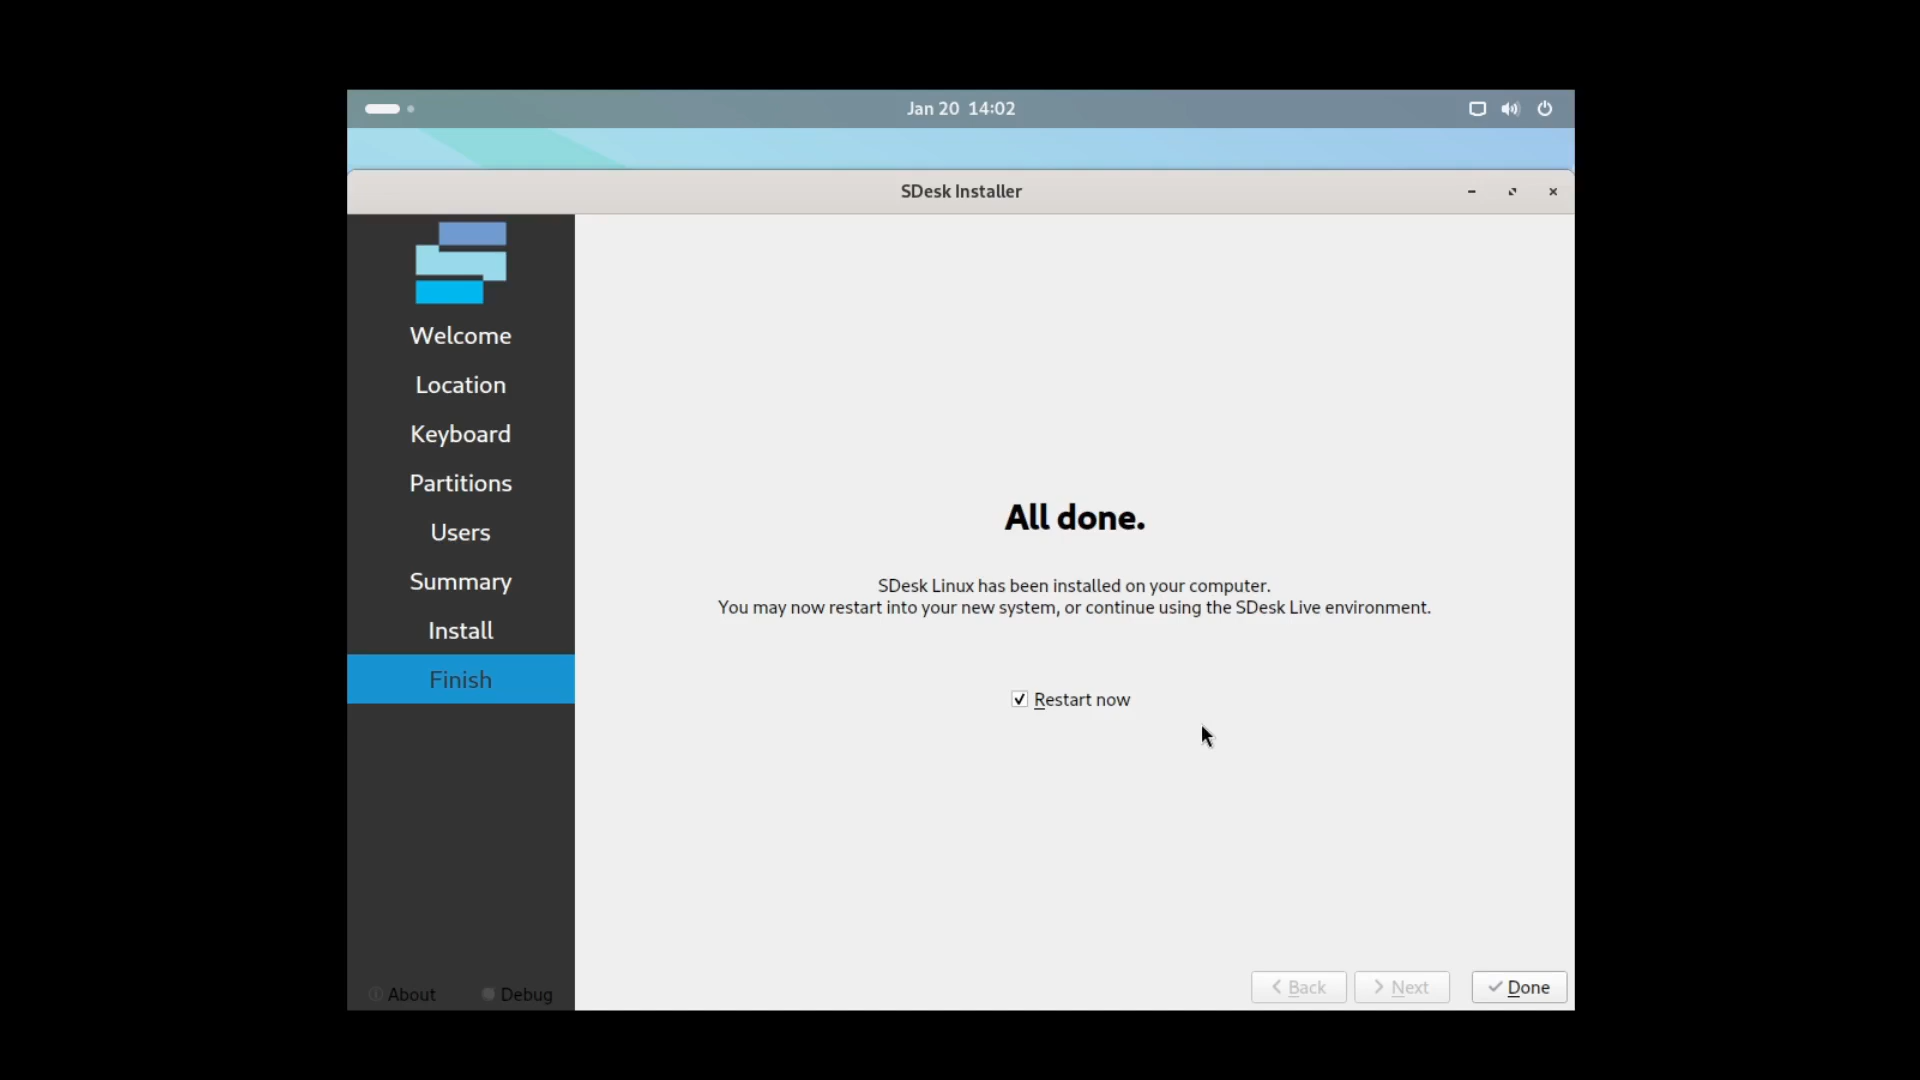 Jan 20 14:02
SDesk Installer
Welcome
Location
Keyboard
Partitions
Users
Summary
Install
Finish
All done.
SDesk Linux has been installed on your computer.
You may now restart into your new system, or continue using the SDesk Live environment.
Restart now
About
Debug
Back
Next
Done